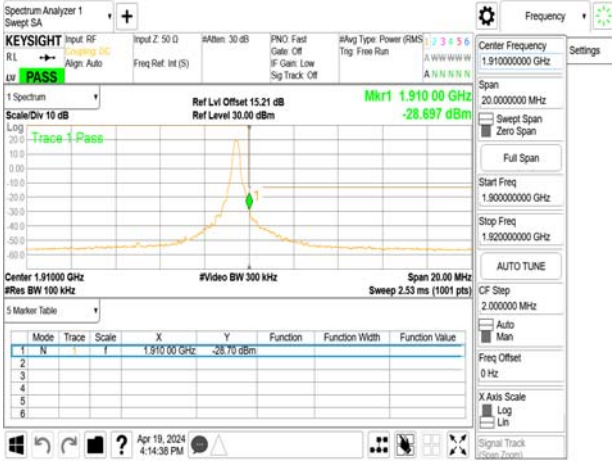 Spectrum Analyzer 1
Swept SA
Frequency
KEYSIGHT
RL
LW
PASS
Input: RF
Coupling: DC
Align: Auto
Input Z: 50 Ω
Freq Ref: Int (S)
#Atten: 30 dB
PNO: Fast
Gate: Off
IF Gain: Low
Sig Track: Off
#Avg Type: Power (RMS)
Trig: Free Run
1 2 3 4 5 6
A W W W W W
A N N N N N
1 Spectrum
Scale/Div 10 dB
Ref Lvl Offset 15.21 dB
Ref Level 30.00 dBm
Mkr1 1.910 00 GHz
-28.697 dBm
Log
Trace 1 Pass
20.0
10.0
0.00
-10.0
-20.0
-30.0
-40.0
-50.0
-60.0
1
Center 1.91000 GHz
#Res BW 100 kHz
#Video BW 300 kHz
Span 20.00 MHz
Sweep 2.53 ms (1001 pts)
5 Marker Table
Mode Trace Scale X Y Function Function Width Function Value
1 N 1 f 1.910 00 GHz -28.70 dBm
2
3
4
5
6
Apr 19, 2024
4:14:38 PM
Center Frequency
1.910000000 GHz
Settings
Span
20.0000000 MHz
Swept Span
Zero Span
Full Span
Start Freq
1.900000000 GHz
Stop Freq
1.920000000 GHz
AUTO TUNE
CF Step
2.000000 MHz
Auto
Man
Freq Offset
0 Hz
X Axis Scale
Log
Lin
Signal Track
(Span Zoom)